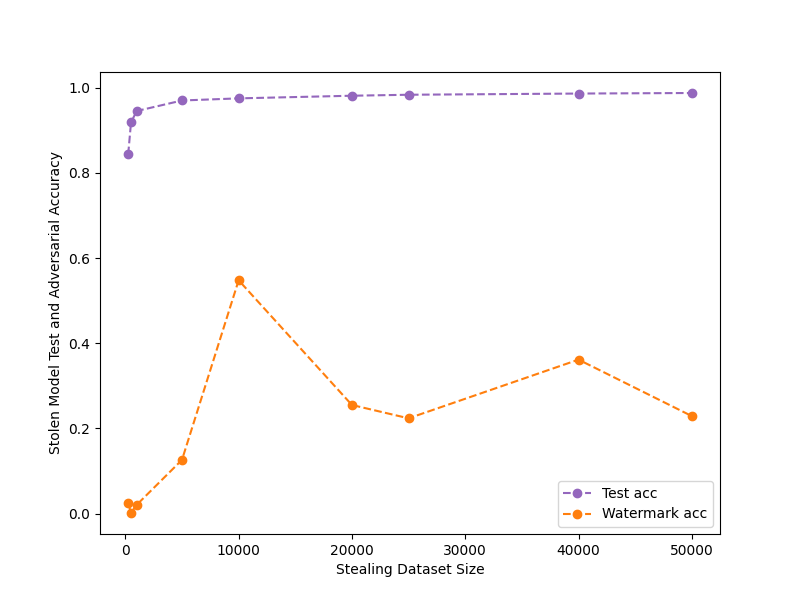 1.0
0.8
0.6
0.4
0.2
0.0
Stolen Model Test and Adversarial Accuracy
Test acc
Watermark acc
0 10000 20000 30000 40000 50000
Stealing Dataset Size